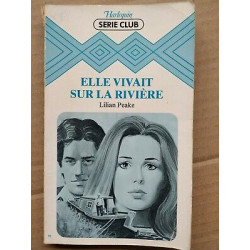 Harlequin
SERIE CLUB
ELLE VIVAIT
SUR LA RIVIÈRE
Lilian Peake